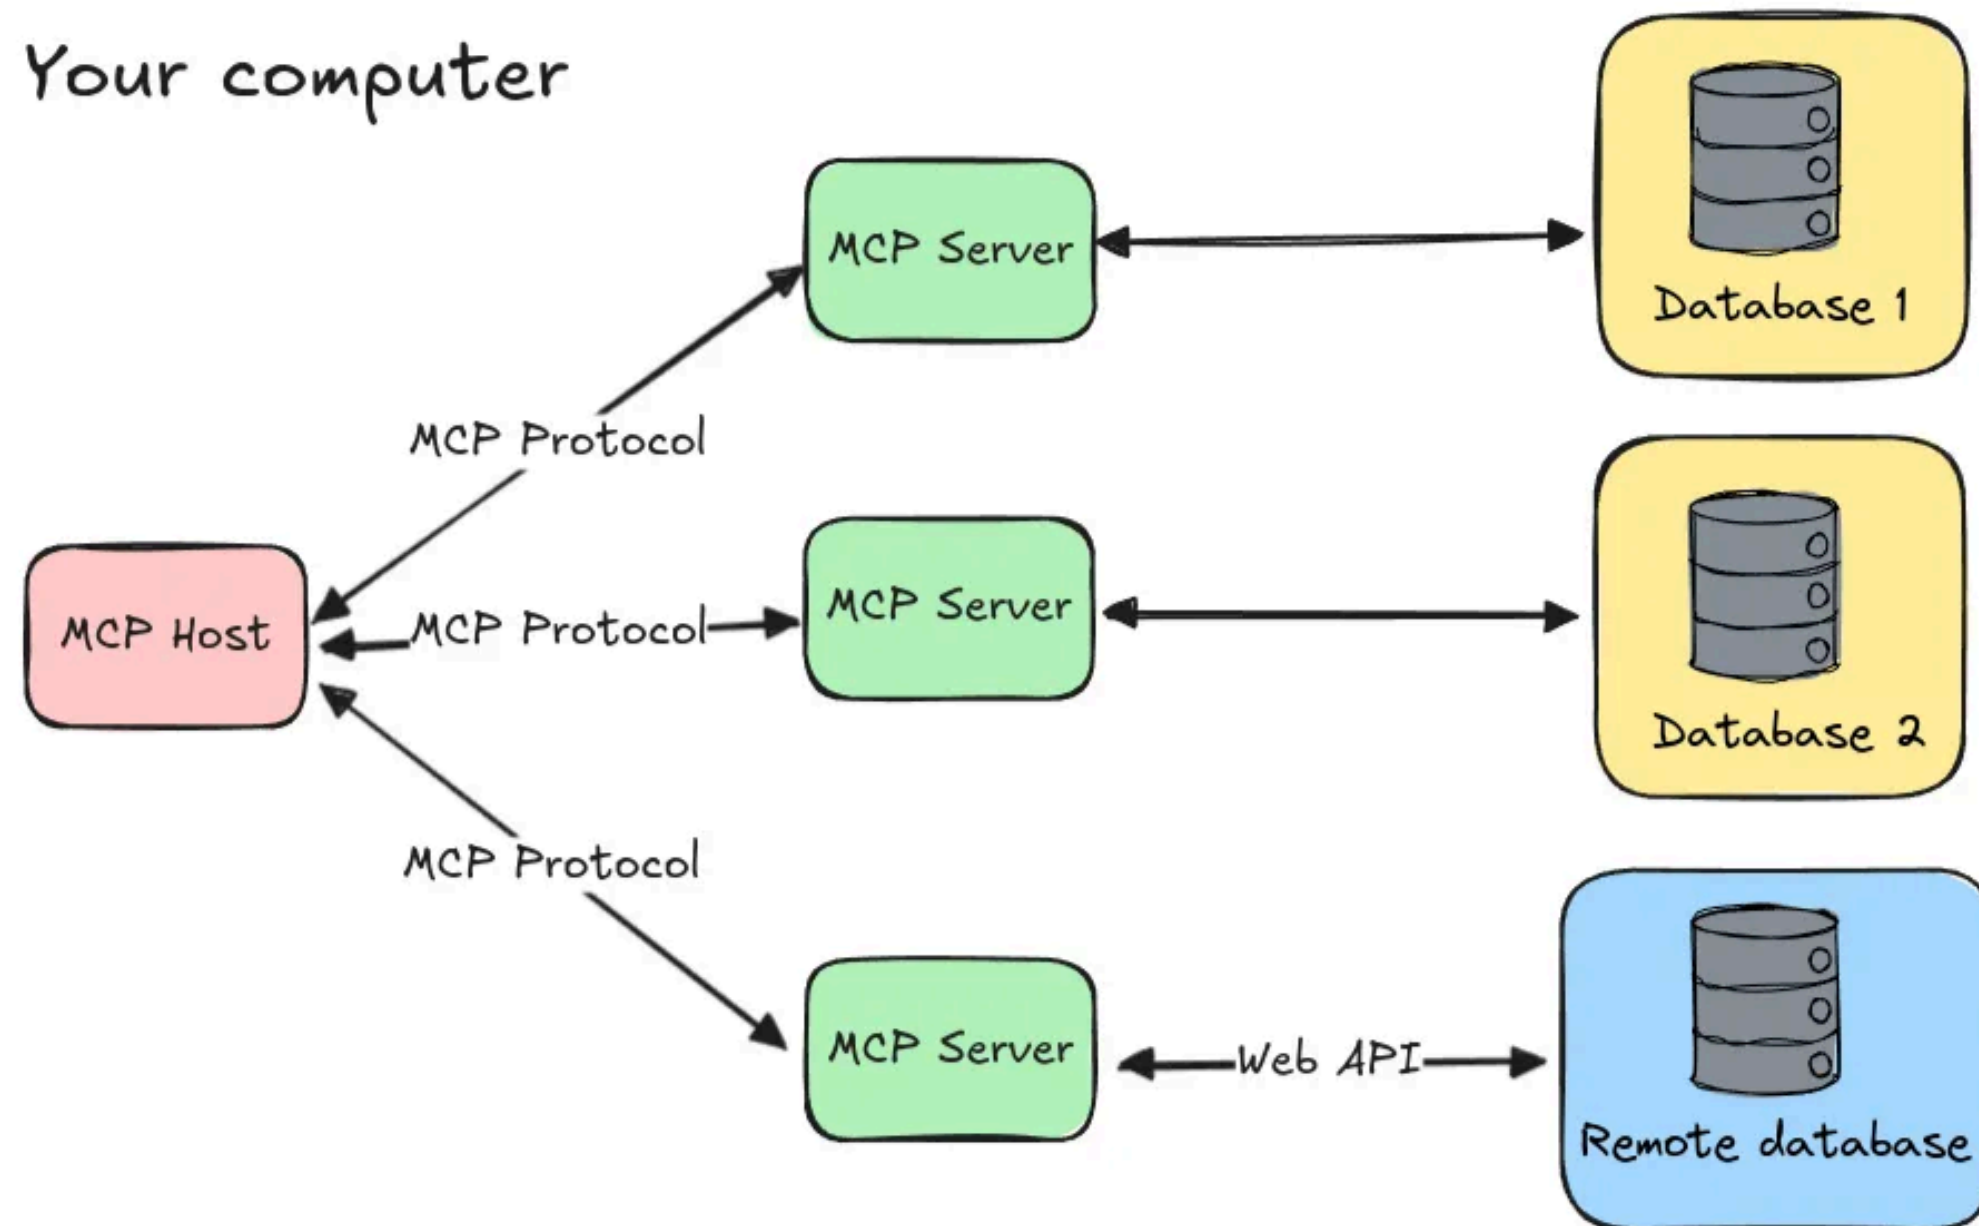 Your computer
MCP Server
Database 1
MCP Protocol
MCP Host
MCP Protocol
MCP Server
Database 2
MCP Protocol
MCP Server
Web API
Remote database